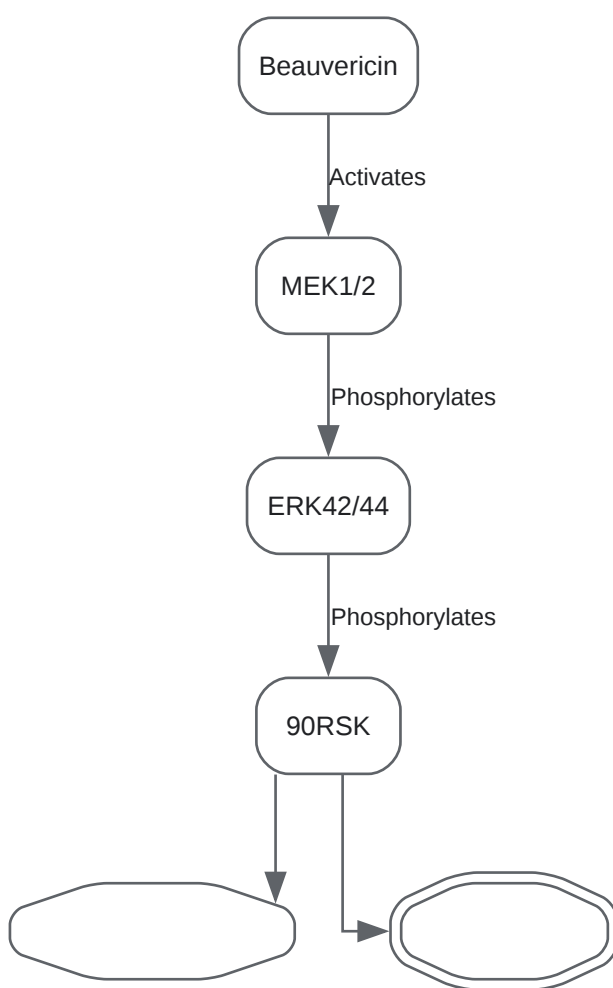 Beauvericin
Activates
MEK1/2
Phosphorylates
ERK42/44
Phosphorylates
90RSK